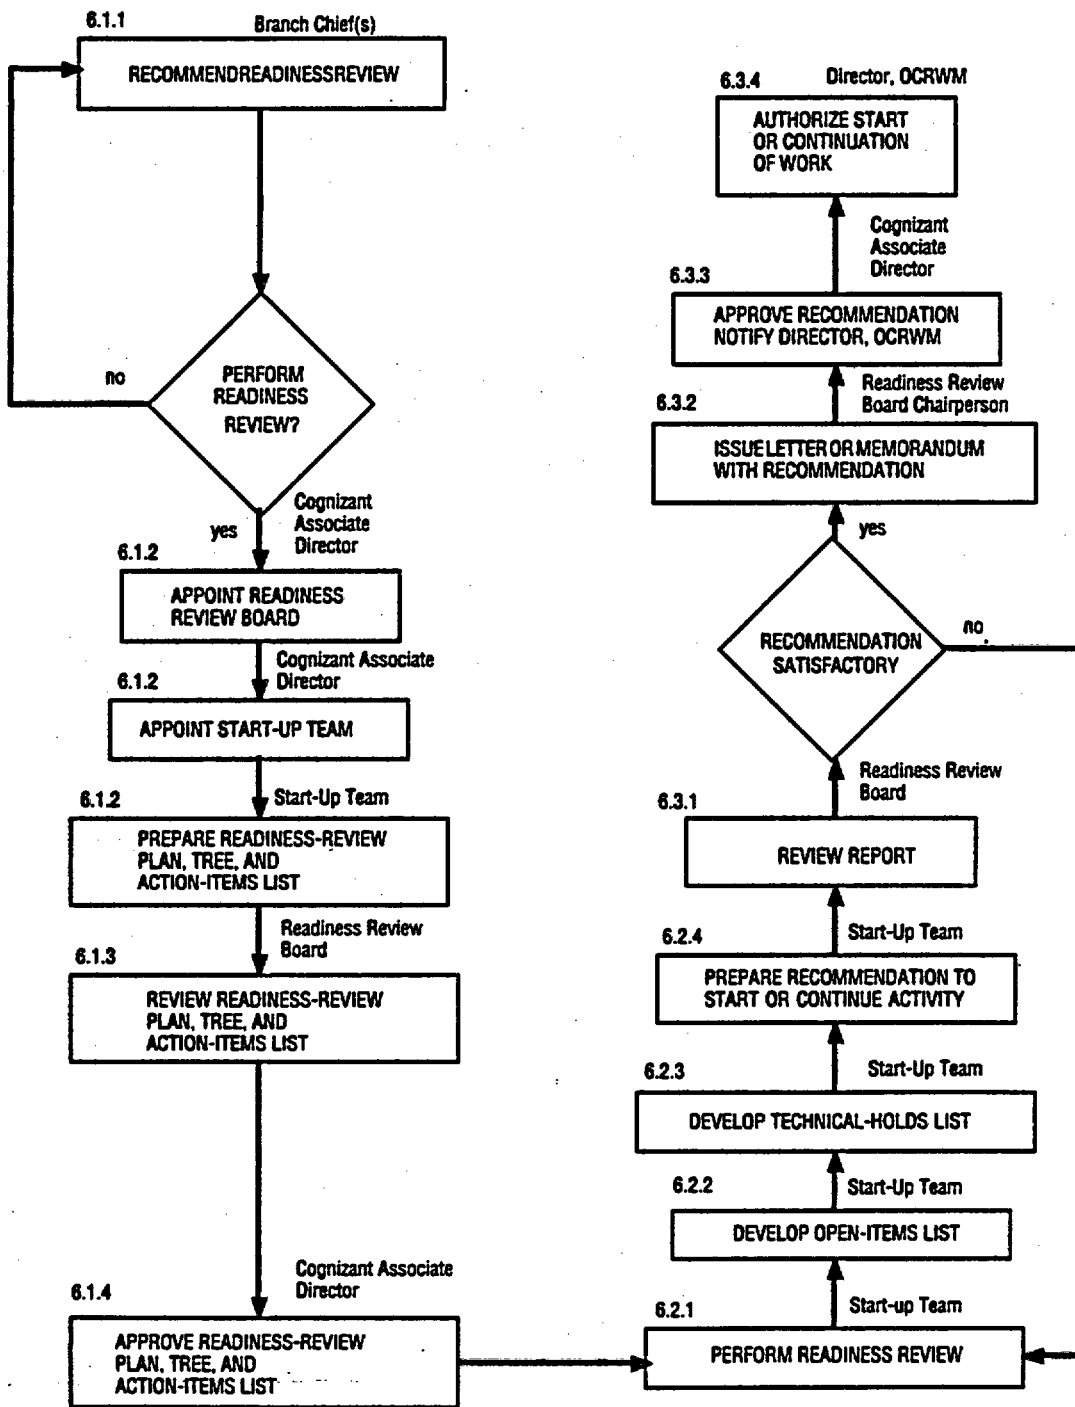 6.1.1
Branch Chief(s)
RECOMMENDREADINESSREVIEW
no
PERFORM
READINESS
REVIEW?
yes
Cognizant
Associate
Director
6.1.2
APPOINT READINESS
REVIEW BOARD
Cognizant Associate
Director
6.1.2
APPOINT START-UP TEAM
Start-Up Team
6.1.2
PREPARE READINESS-REVIEW
PLAN, TREE, AND
ACTION-ITEMS LIST
Readiness Review
Board
6.1.3
REVIEW READINESS-REVIEW
PLAN, TREE, AND
ACTION-ITEMS LIST
Cognizant Associate
Director
6.1.4
APPROVE READINESS-REVIEW
PLAN, TREE, AND
ACTION-ITEMS LIST
6.3.4
Director, OCRWM
AUTHORIZE START
OR CONTINUATION
OF WORK
Cognizant
Associate
Director
6.3.3
APPROVE RECOMMENDATION
NOTIFY DIRECTOR, OCRWM
Readiness Review
Board Chairperson
6.3.2
ISSUE LETTER OR MEMORANDUM
WITH RECOMMENDATION
yes
RECOMMENDATION
SATISFACTORY
no
Readiness Review
Board
6.3.1
REVIEW REPORT
Start-Up Team
6.2.4
PREPARE RECOMMENDATION TO
START OR CONTINUE ACTIVITY
Start-Up Team
6.2.3
DEVELOP TECHNICAL-HOLDS LIST
Start-Up Team
6.2.2
DEVELOP OPEN-ITEMS LIST
Start-up Team
6.2.1
PERFORM READINESS REVIEW